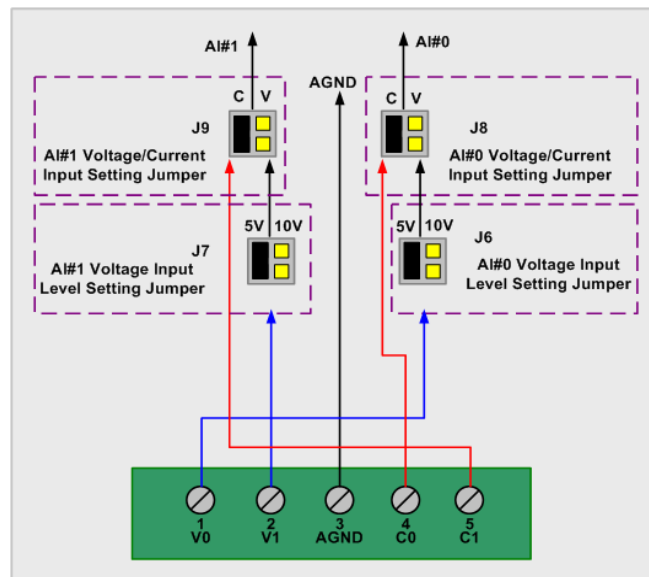 AI#1
AI#0
AGND
C V
C V
J9
AI#1 Voltage/Current
Input Setting Jumper
J8
AI#0 Voltage/Current
Input Setting Jumper
5V 10V
J7
AI#1 Voltage Input
Level Setting Jumper
5V 10V
J6
AI#0 Voltage Input
Level Setting Jumper
1 2 3 4 5
V0 V1 AGND C0 C1